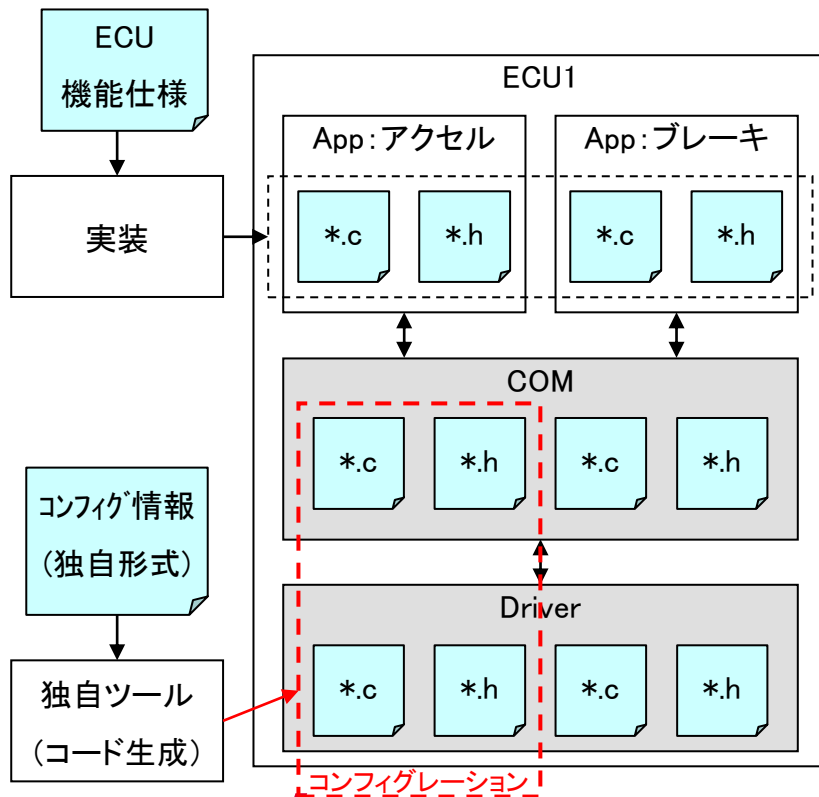 ECU
機能仕様
ECU1
App:アクセル
App:ブレーキ
実装
*.c
*.h
*.c
*.h
COM
*.c
*.h
*.c
*.h
コンフィグ情報
(独自形式)
Driver
*.c
*.h
*.c
*.h
独自ツール
(コード生成)
コンフィグレーション